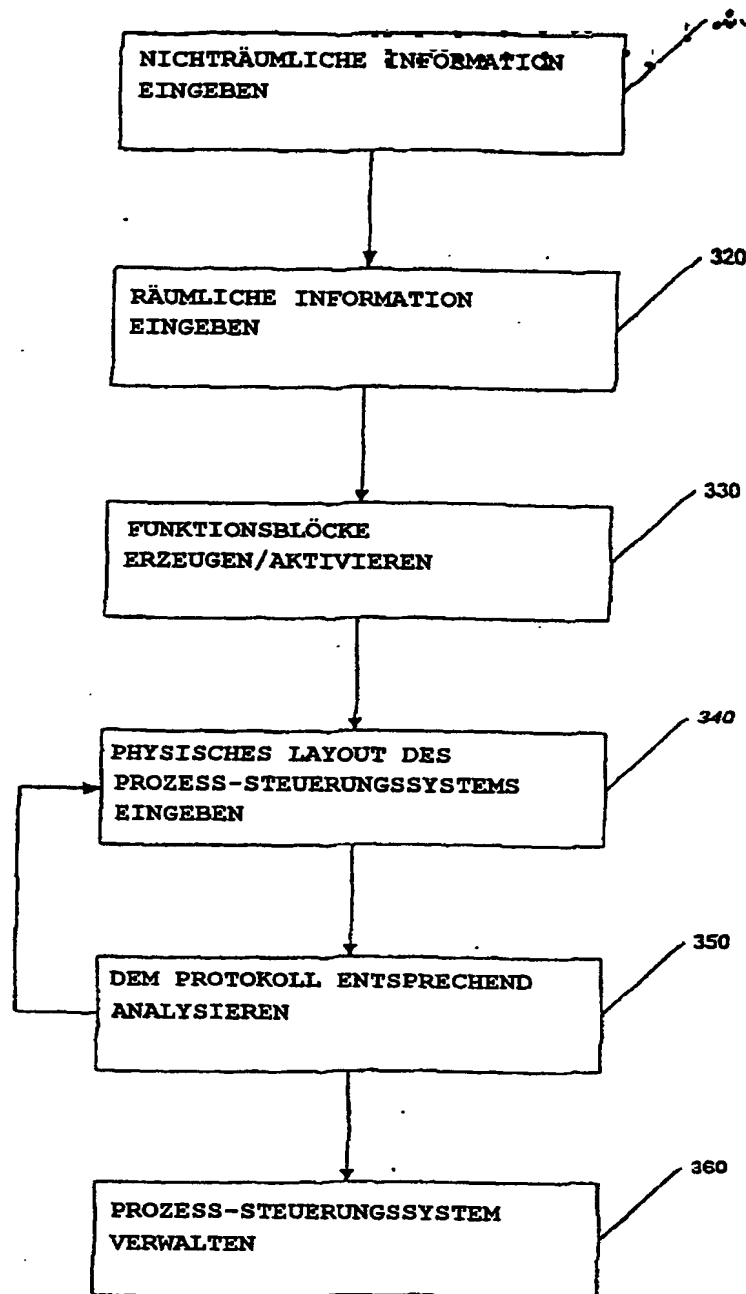 NICHTRÄUMLICHE INFORMATION
EINGEBEN
320
RÄUMLICHE INFORMATION
EINGEBEN
330
FUNKTIONSBLÖCKE
ERZEUGEN/AKTIVIEREN
340
PHYSISCHES LAYOUT DES
PROZESS-STEUERUNGSSYSTEMS
EINGEBEN
350
DEM PROTOKOLL ENTSPRECHEND
ANALYSIEREN
360
PROZESS-STEUERUNGSSYSTEM
VERWALTEN